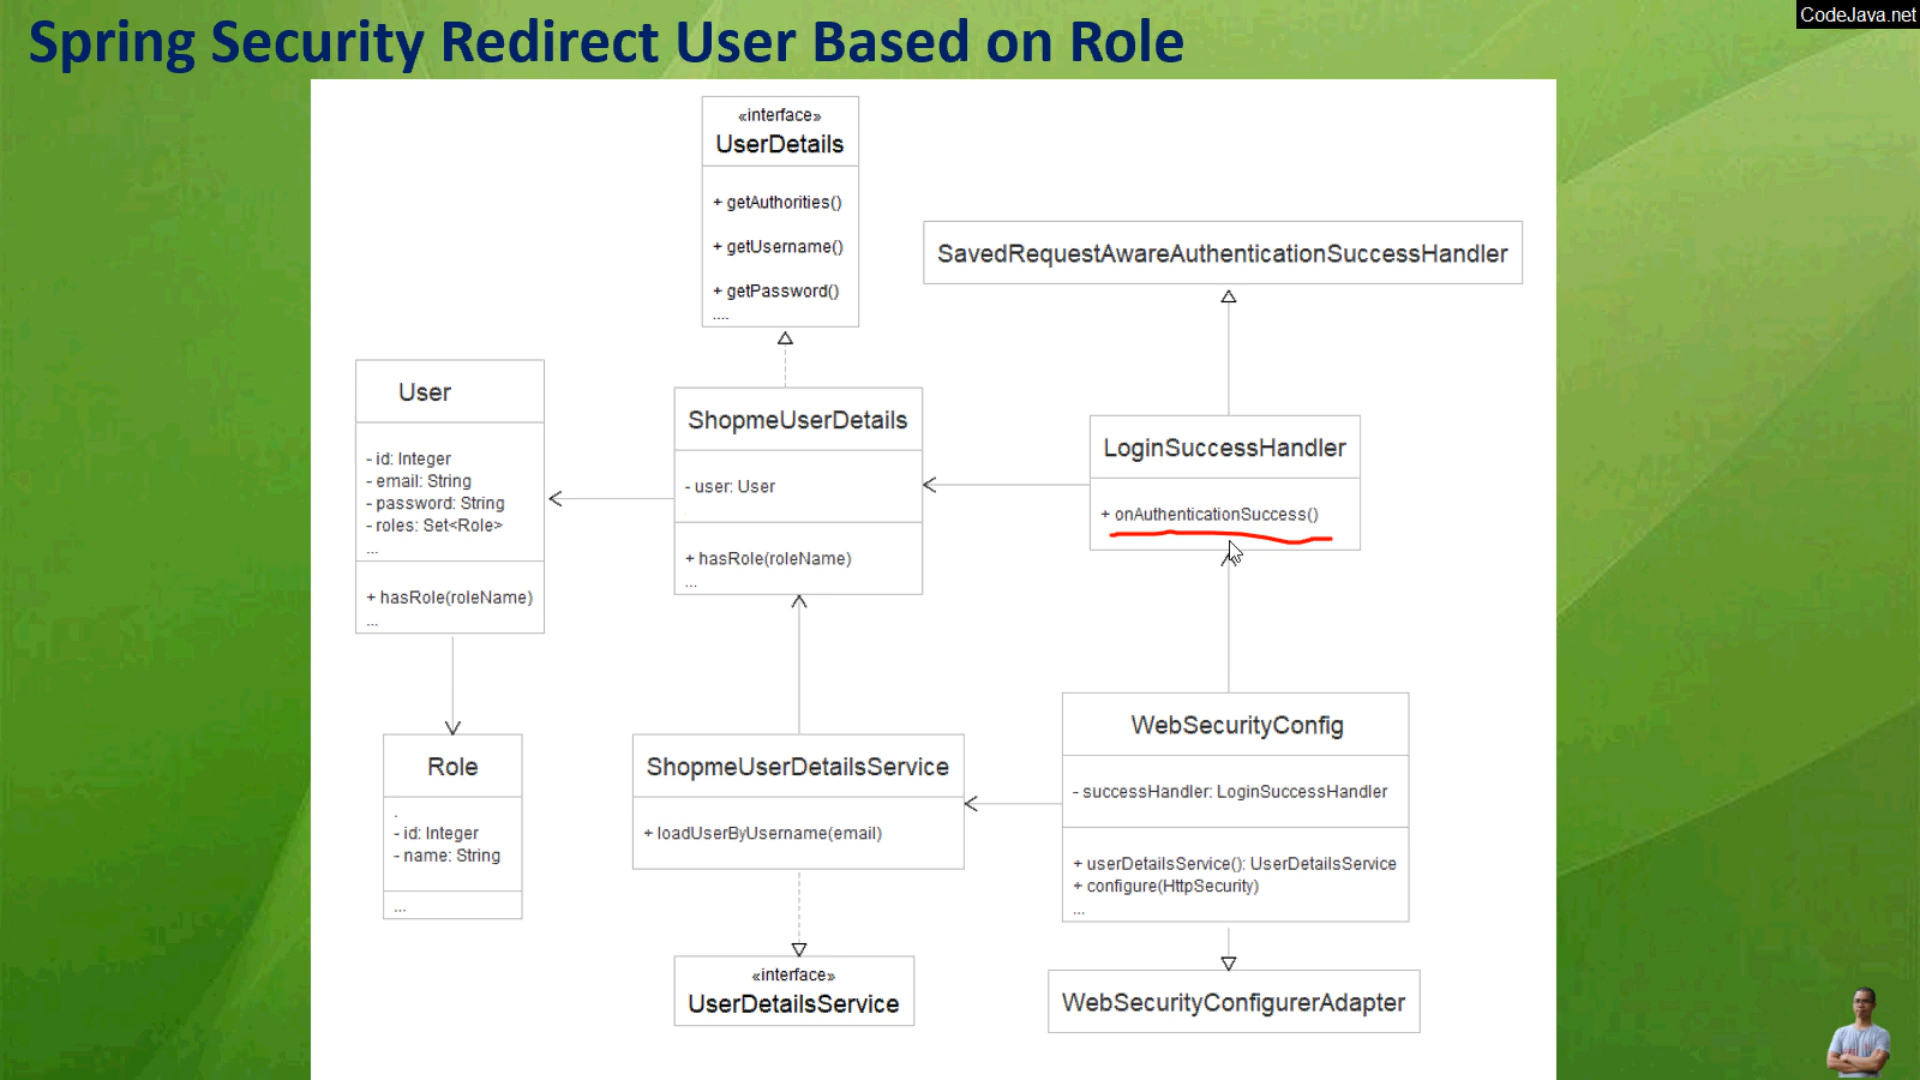 Spring Security Redirect User Based on Role
CodeJava.net
«interface»
UserDetails
+ getAuthorities()
+ getUsername()
+ getPassword()
....
SavedRequestAwareAuthenticationSuccessHandler
User
- id: Integer
- email: String
- password: String
- roles: Set<Role>
...
+ hasRole(roleName)
...
ShopmeUserDetails
- user: User
+ hasRole(roleName)
...
LoginSuccessHandler
+ onAuthenticationSuccess()
Role
.
- id: Integer
- name: String
...
ShopmeUserDetailsService
+ loadUserByUsername(email)
WebSecurityConfig
- successHandler: LoginSuccessHandler
+ userDetailsService(): UserDetailsService
+ configure(HttpSecurity)
...
«interface»
UserDetailsService
WebSecurityConfigurerAdapter